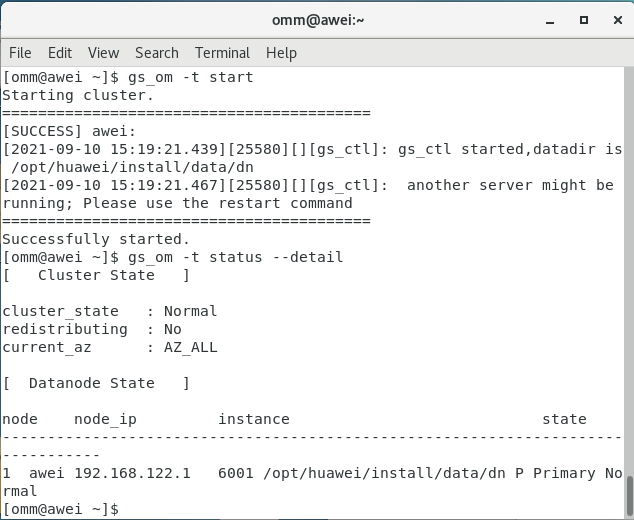 omm@awei:~
File Edit View Search Terminal Help
[omm@awei ~]$ gs_om -t start
Starting cluster.
=========================================
[SUCCESS] awei:
[2021-09-10 15:19:21.439][25580][][gs_ctl]: gs_ctl started,datadir is
 /opt/huawei/install/data/dn
[2021-09-10 15:19:21.467][25580][][gs_ctl]:  another server might be
running; Please use the restart command
=========================================
Successfully started.
[omm@awei ~]$ gs_om -t status --detail
[   Cluster State   ]
cluster_state   : Normal
redistributing  : No
current_az      : AZ_ALL
[  Datanode State   ]
node    node_ip         instance                            state
---------------------------------------------------------------------
-----------
1  awei 192.168.122.1   6001 /opt/huawei/install/data/dn P Primary No
rmal
[omm@awei ~]$